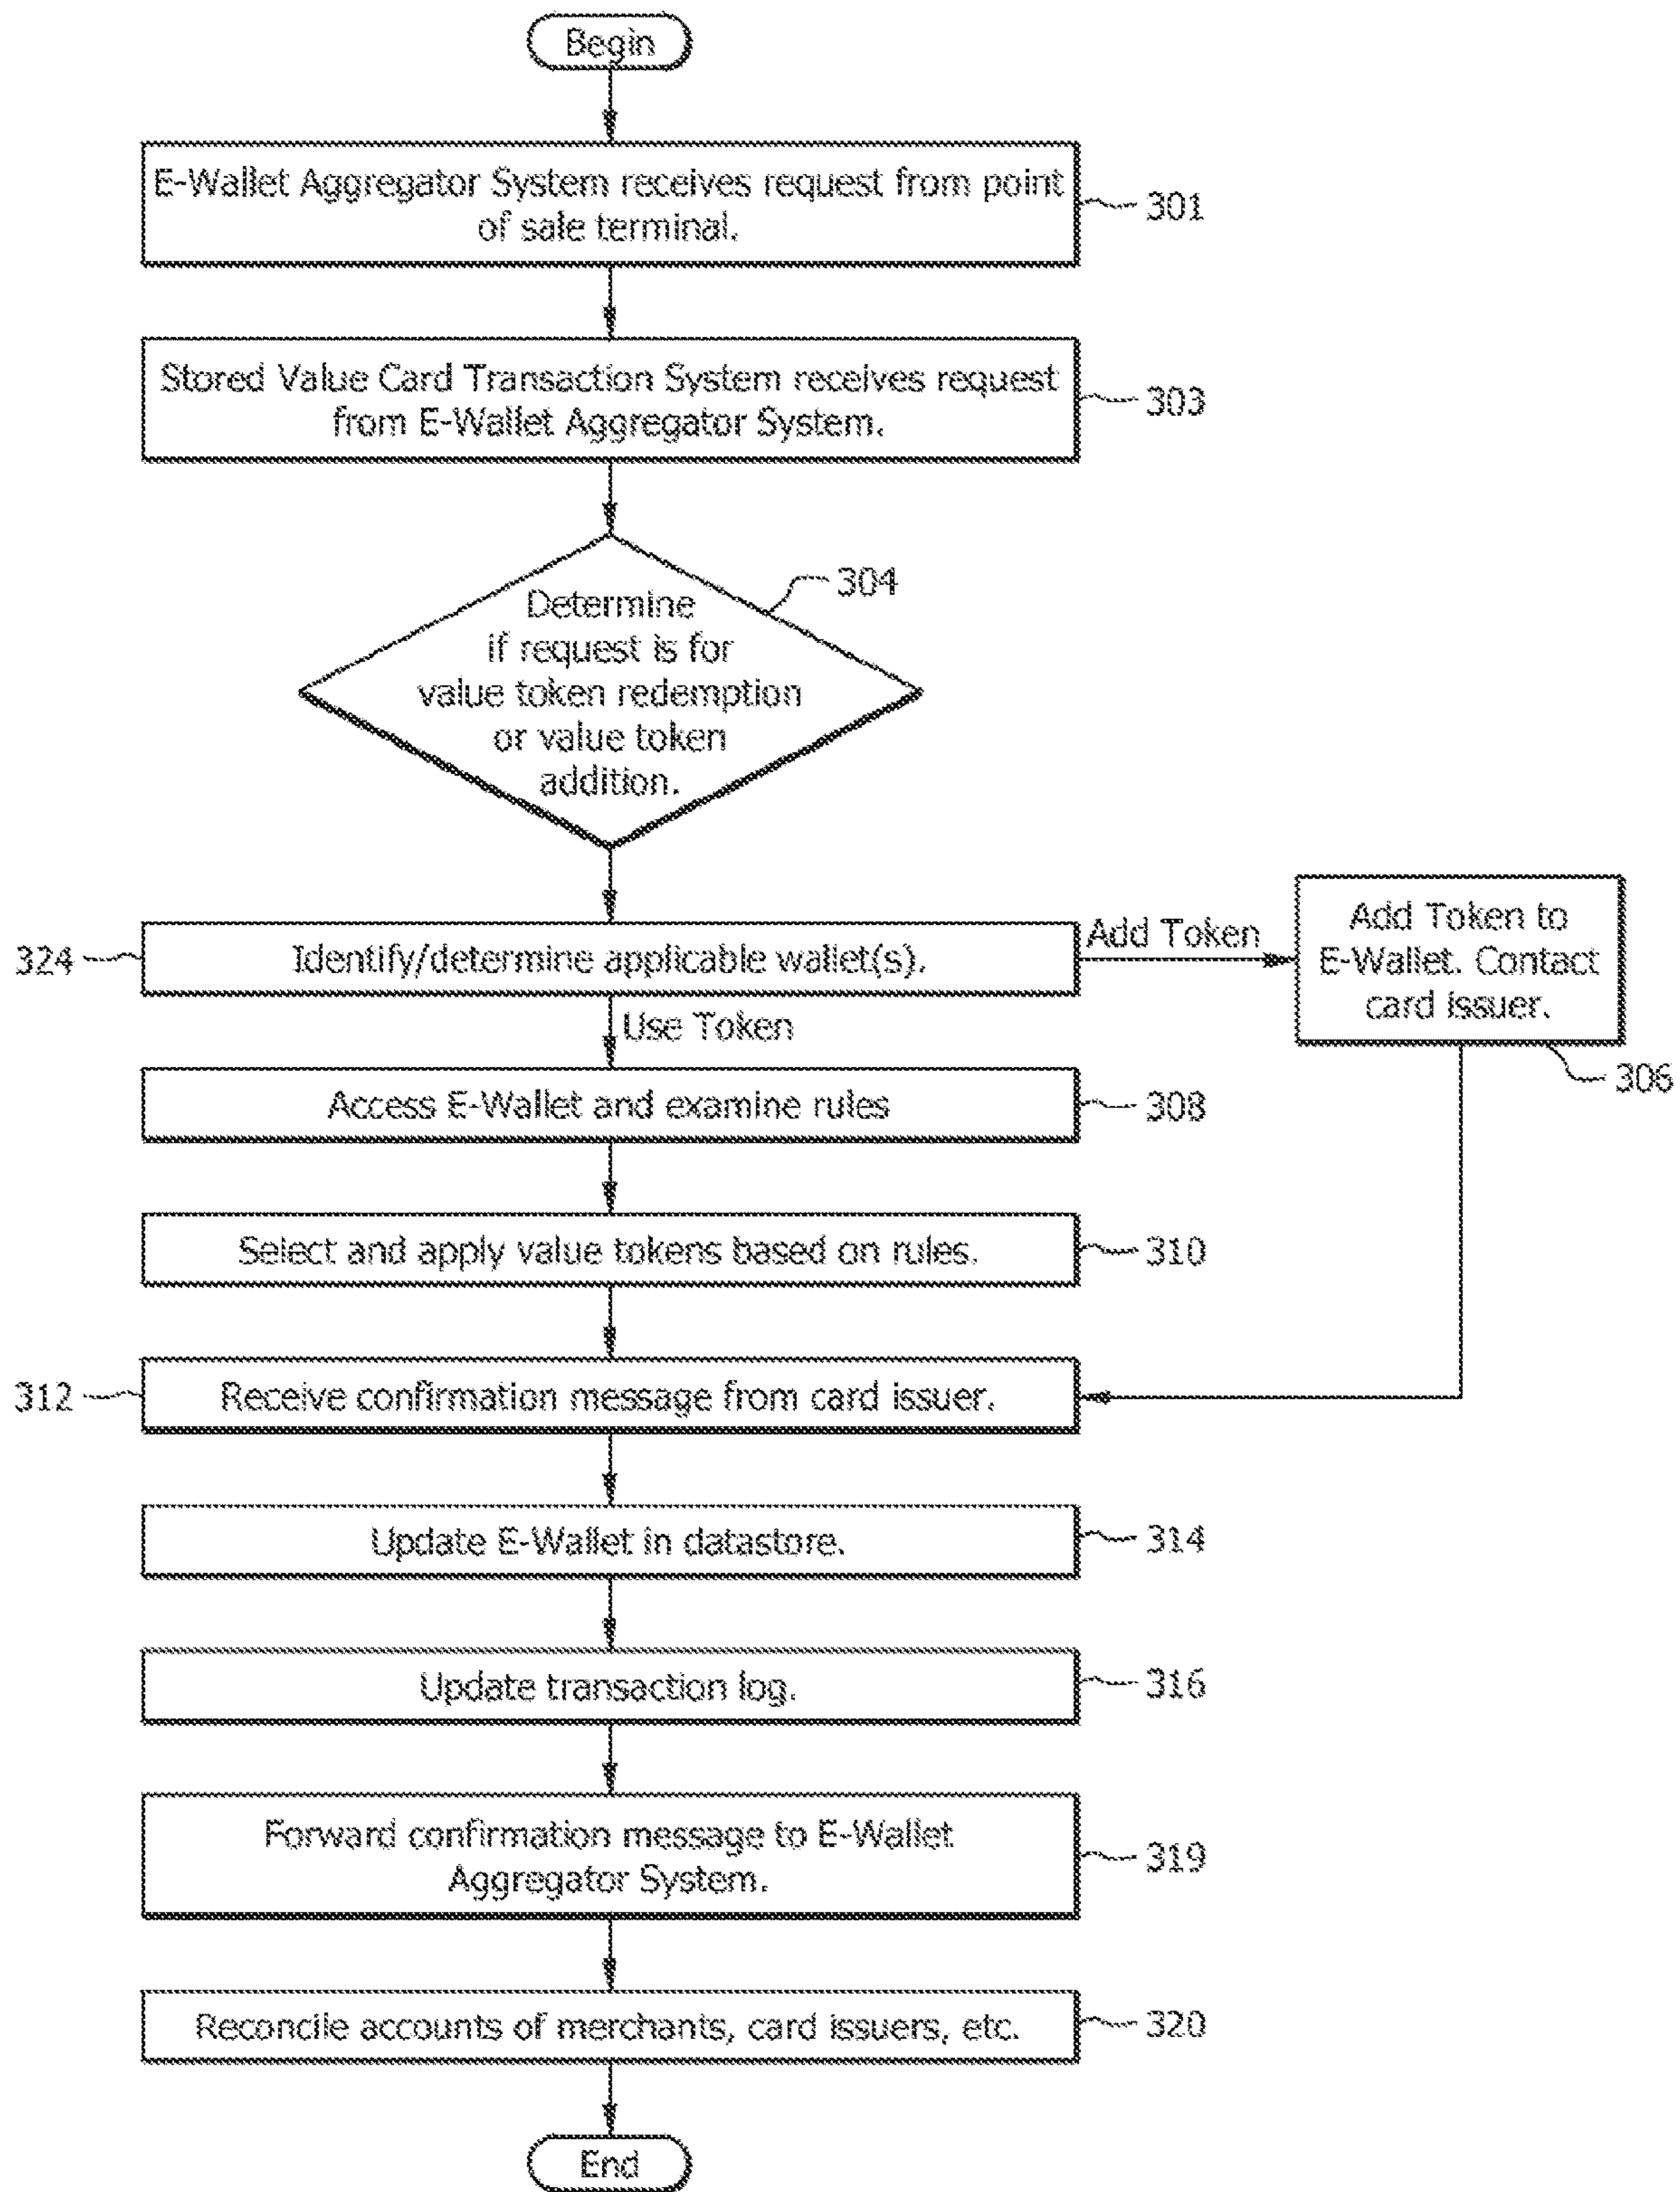 Begin
E-Wallet Aggregator System receives request from point
of sale terminal.
301
Stored Value Card Transaction System receives request
from E-Wallet Aggregator System.
303
304
Determine
if request is for
value token redemption
or value token
addition.
324
Identify/determine applicable wallet(s).
Add Token
Add Token to
E-Wallet. Contact
card issuer.
306
Use Token
Access E-Wallet and examine rules
308
Select and apply value tokens based on rules.
310
312
Receive confirmation message from card issuer.
Update E-Wallet in datastore.
314
Update transaction log.
316
Forward confirmation message to E-Wallet
Aggregator System.
319
Reconcile accounts of merchants, card issuers, etc.
320
End